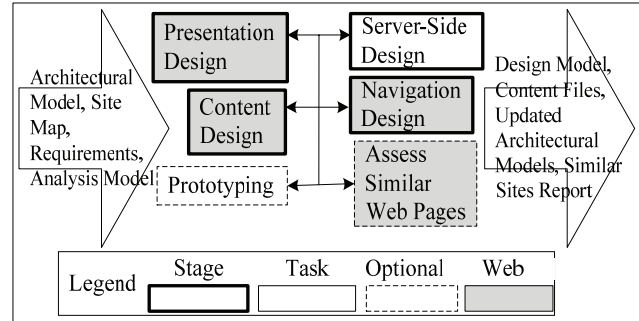 Architectural
Model, Site
Map,
Requirements,
Analysis Model
Presentation
Design
Server-Side
Design
Content
Design
Navigation
Design
Prototyping
Assess
Similar
Web Pages
Design Model,
Content Files,
Updated
Architectural
Models, Similar
Sites Report
Legend
Stage
Task
Optional
Web